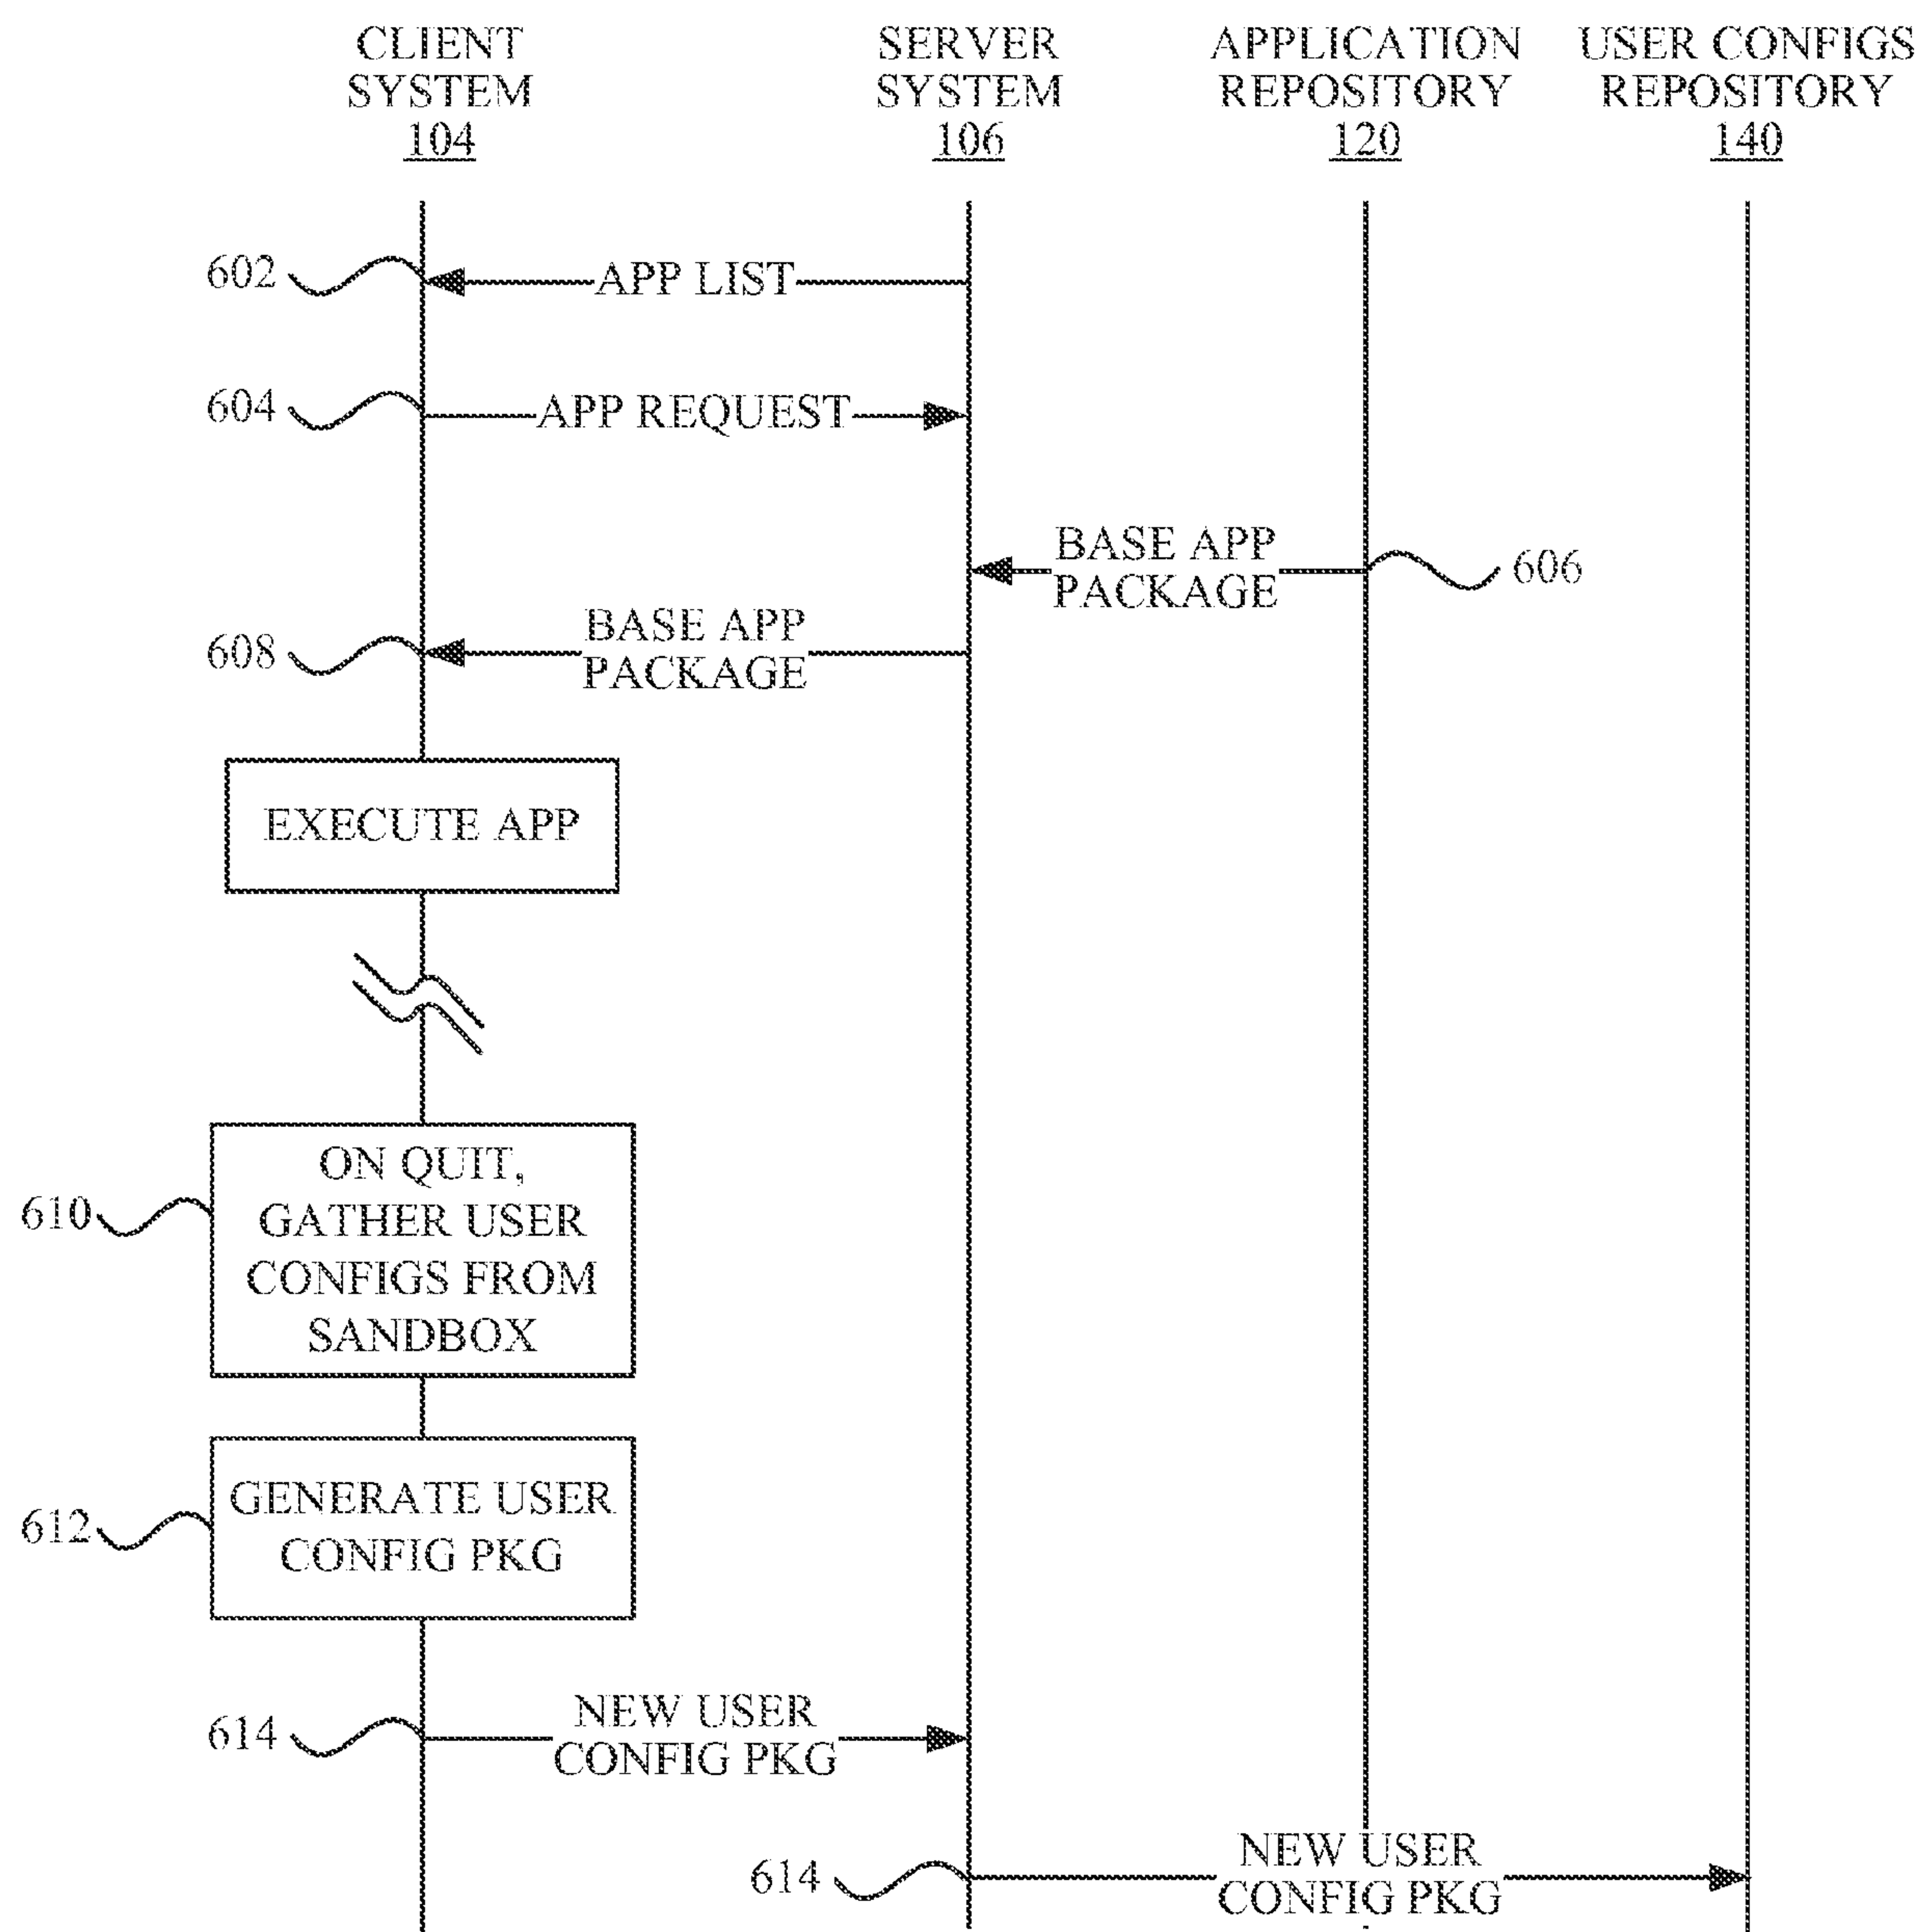 CLIENT
SYSTEM
104
SERVER
SYSTEM
106
APPLICATION
REPOSITORY
120
USER CONFIGS
REPOSITORY
140
602
APP LIST
604
APP REQUEST
BASE APP
PACKAGE
606
608
BASE APP
PACKAGE
EXECUTE APP
610
ON QUIT,
GATHER USER
CONFIGS FROM
SANDBOX
612
GENERATE USER
CONFIG PKG
614
NEW USER
CONFIG PKG
614
NEW USER
CONFIG PKG